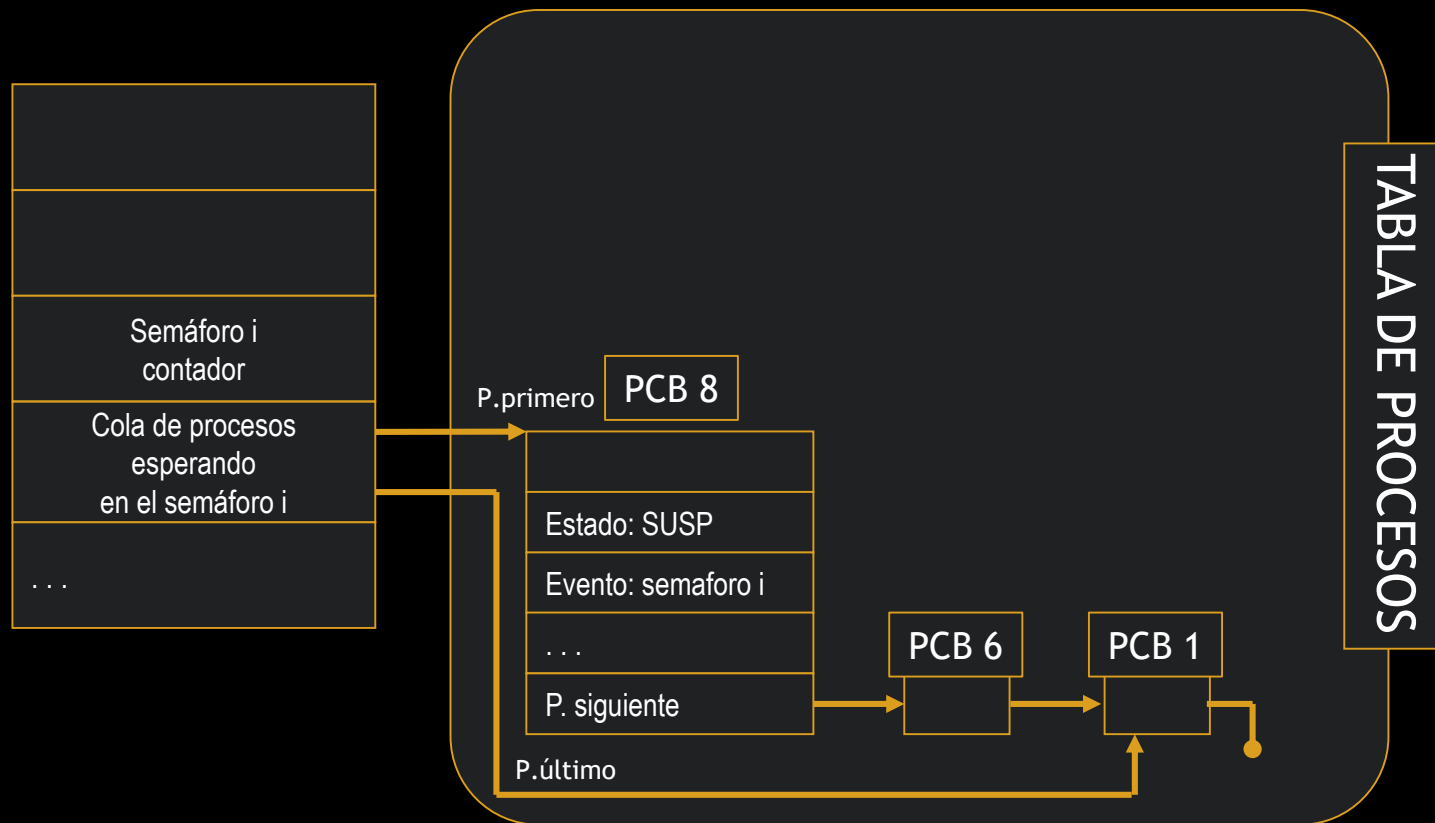 Semáforo i
contador
Cola de procesos
esperando
en el semáforo i
. . .
P.primero
PCB 8
Estado: SUSP
Evento: semaforo i
. . .
P. siguiente
PCB 6
PCB 1
P.último
TABLA DE PROCESOS